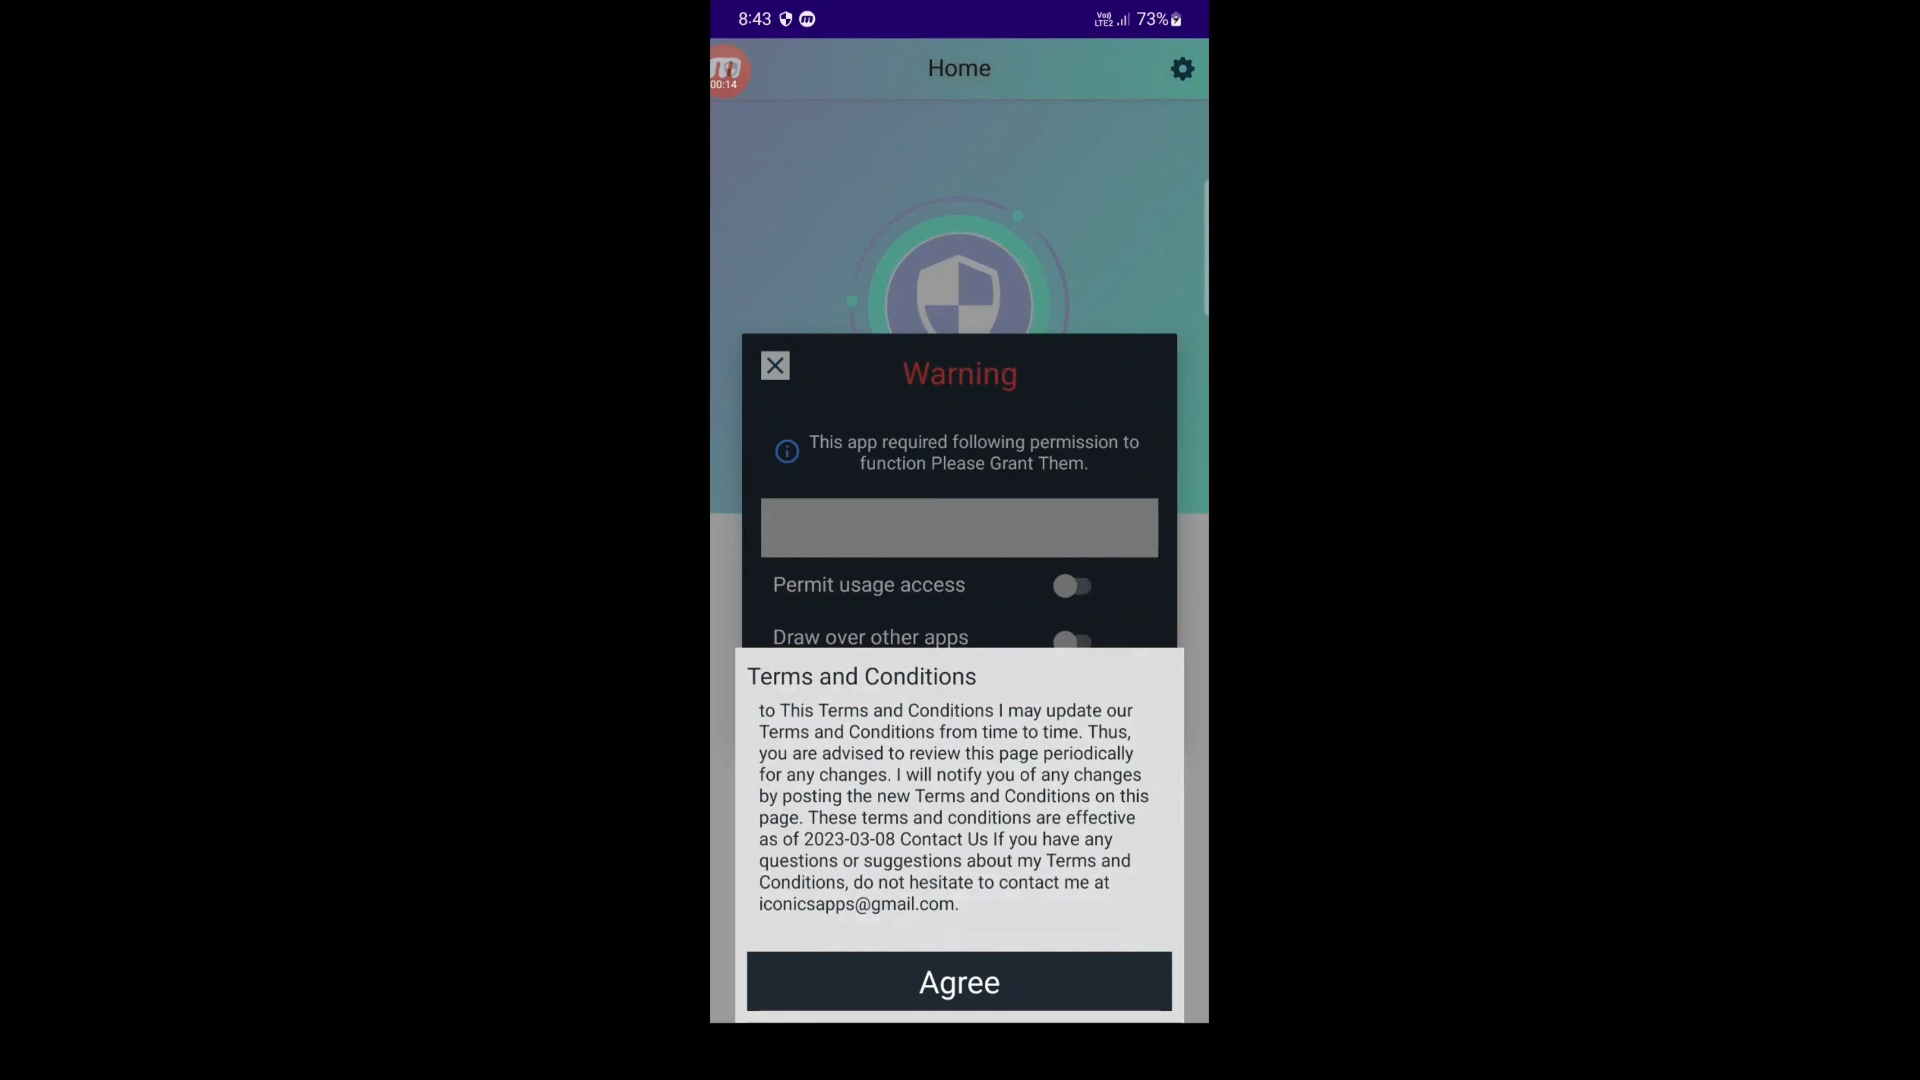 8:43
Vo)) LTE2 73%
00:14
Home
Warning
This app required following permission to
function Please Grant Them.
Permit usage access
Draw over other apps
Terms and Conditions
to This Terms and Conditions I may update our
Terms and Conditions from time to time. Thus,
you are advised to review this page periodically
for any changes. I will notify you of any changes
by posting the new Terms and Conditions on this
page. These terms and conditions are effective
as of 2023-03-08 Contact Us If you have any
questions or suggestions about my Terms and
Conditions, do not hesitate to contact me at
iconicsapps@gmail.com.
Agree